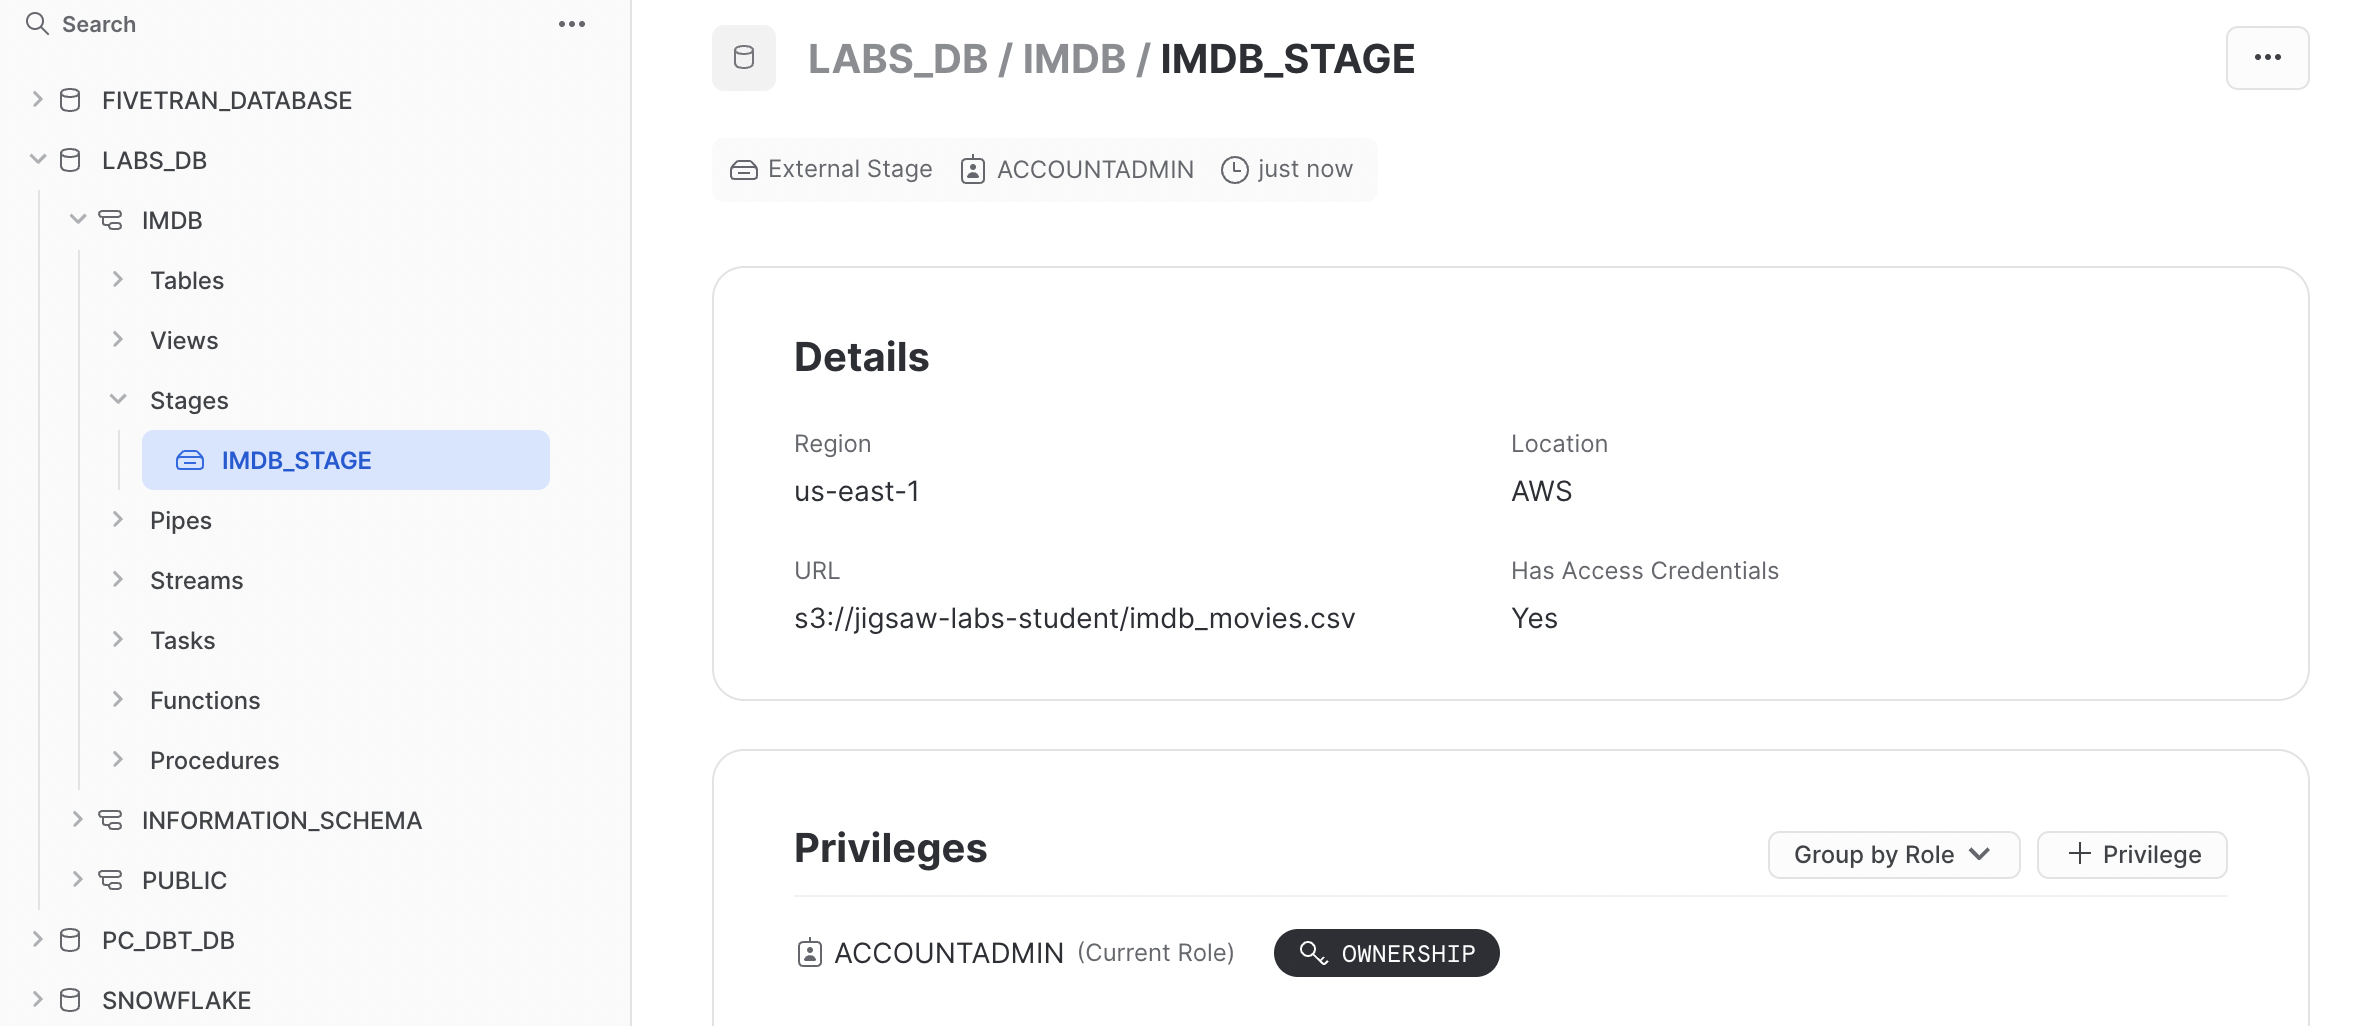 Search
FIVETRAN_DATABASE
LABS_DB
IMDB
Tables
Views
Stages
IMDB_STAGE
Pipes
Streams
Tasks
Functions
Procedures
INFORMATION_SCHEMA
PUBLIC
PC_DBT_DB
SNOWFLAKE
LABS_DB / IMDB / IMDB_STAGE
External Stage ACCOUNTADMIN just now
Details
Region Location
us-east-1 AWS
URL Has Access Credentials
s3://jigsaw-labs-student/imdb_movies.csv Yes
Privileges Group by Role + Privilege
ACCOUNTADMIN (Current Role) OWNERSHIP